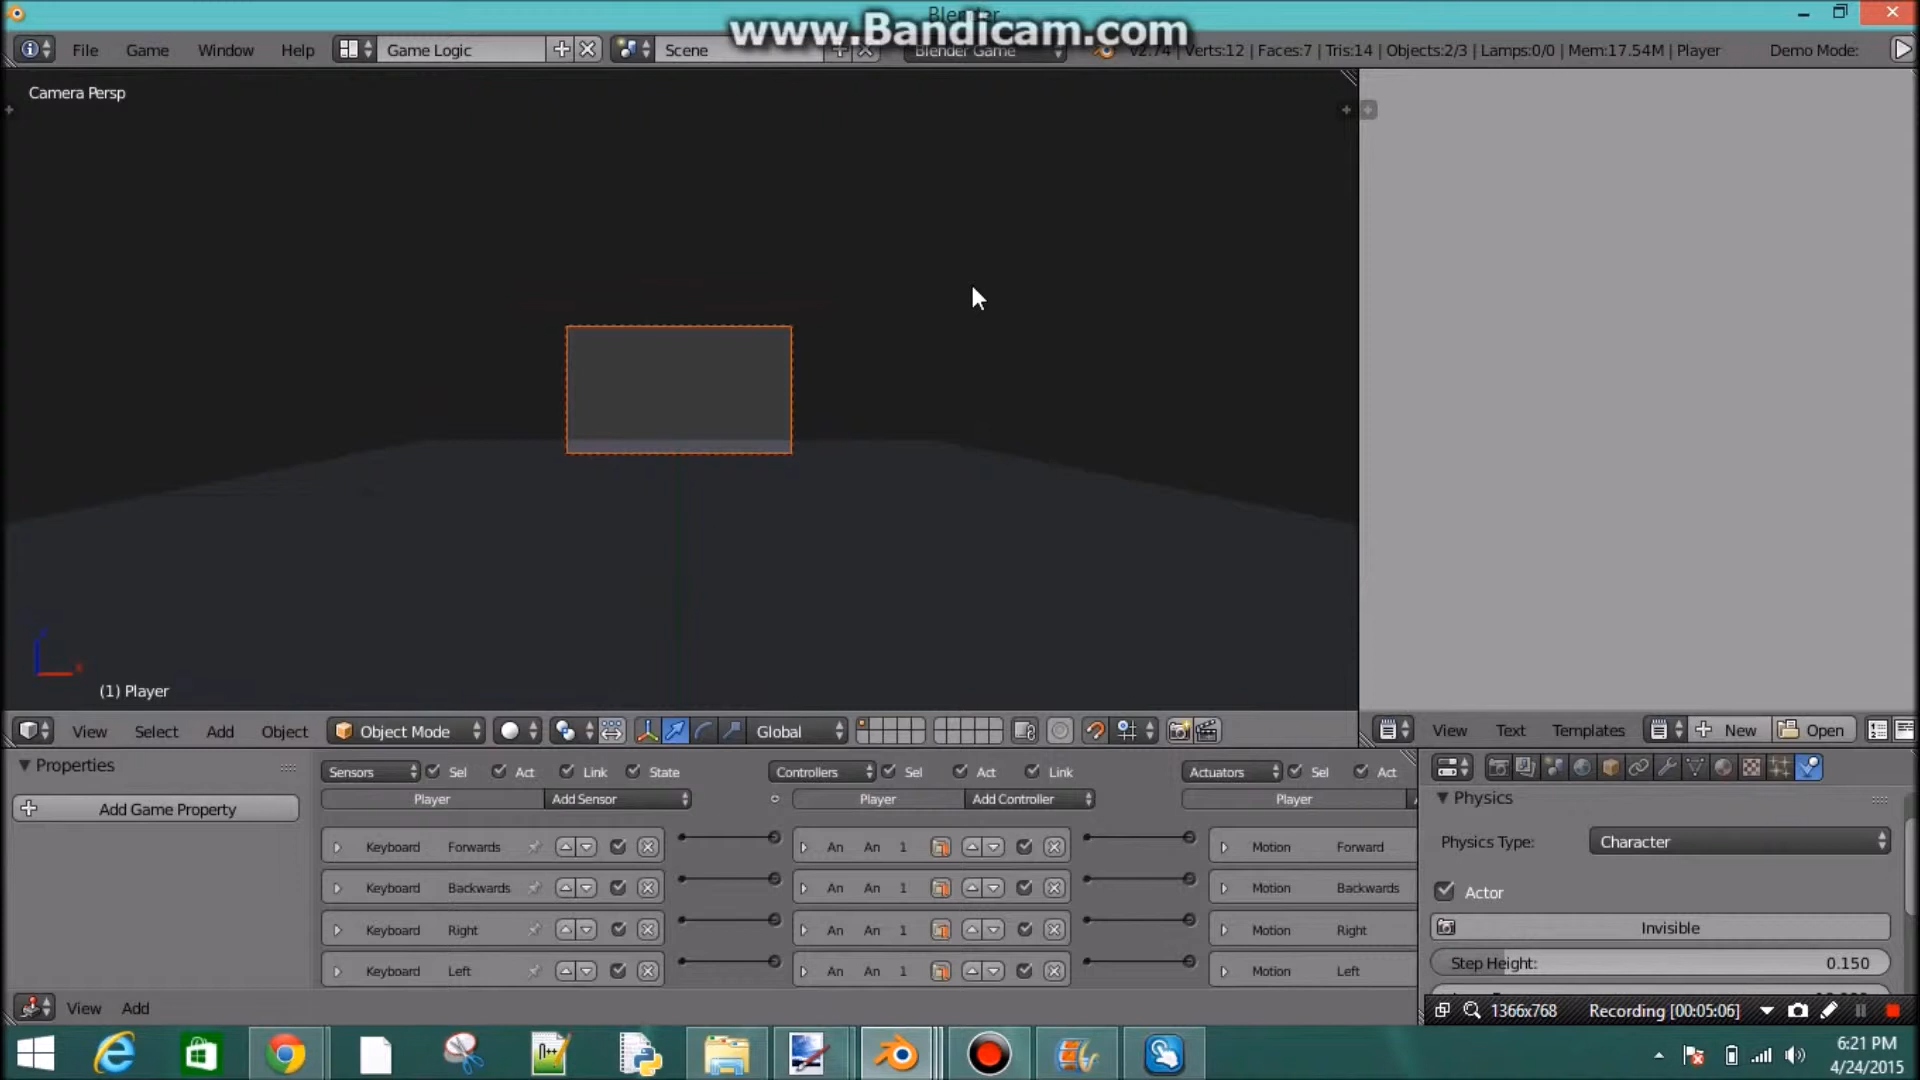 Blender
www.Bandicam.com
File Game Window Help Game Logic Scene Blender Game v2.74 | Verts:12 | Faces:7 | Tris:14 | Objects:2/3 | Lamps:0/0 | Mem:17.54M | Player Demo Mode:
Camera Persp
(1) Player
View Select Add Object Object Mode Global
View Text Templates New Open
Properties
Add Game Property
Sensors Sel Act Link State Controllers Sel Act Link Actuators Sel Act
Player Add Sensor Player Add Controller Player
Keyboard Forwards An An 1 Motion Forward
Keyboard Backwards An An 1 Motion Backwards
Keyboard Right An An 1 Motion Right
Keyboard Left An An 1 Motion Left
View Add
Physics
Physics Type: Character
Actor
Invisible
Step Height: 0.150
1366x768 Recording [00:05:06]
6:21 PM
4/24/2015